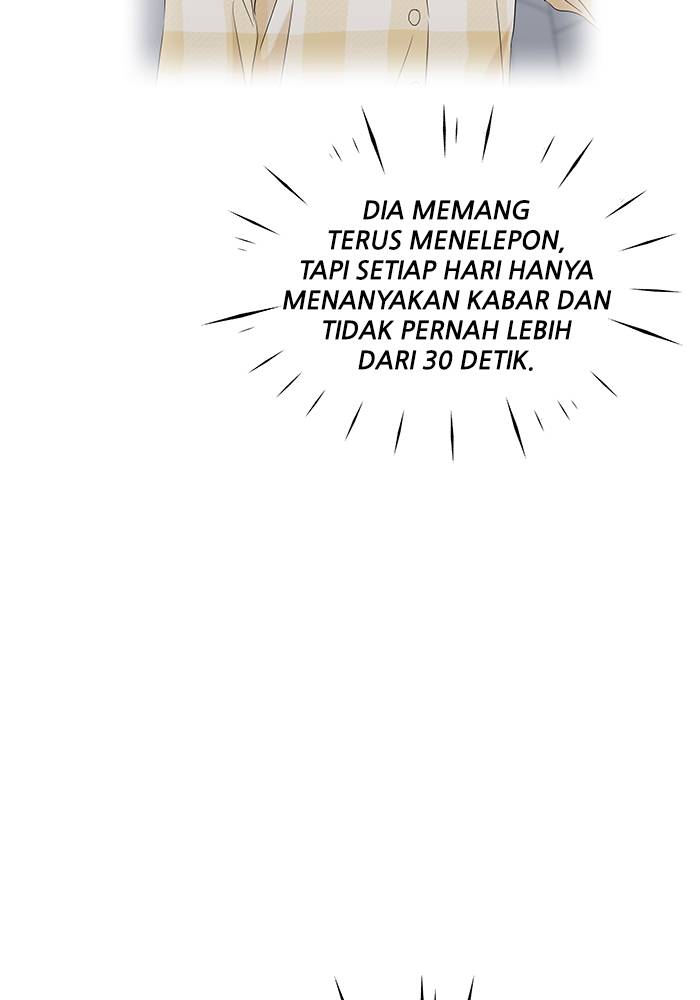 DIA MEMANG
TERUS MENELEPON,
TAPI SETIAP HARI HANYA
MENANYAKAN KABAR DAN
TIDAK PERNAH LEBIH
DARI 30 DETIK.